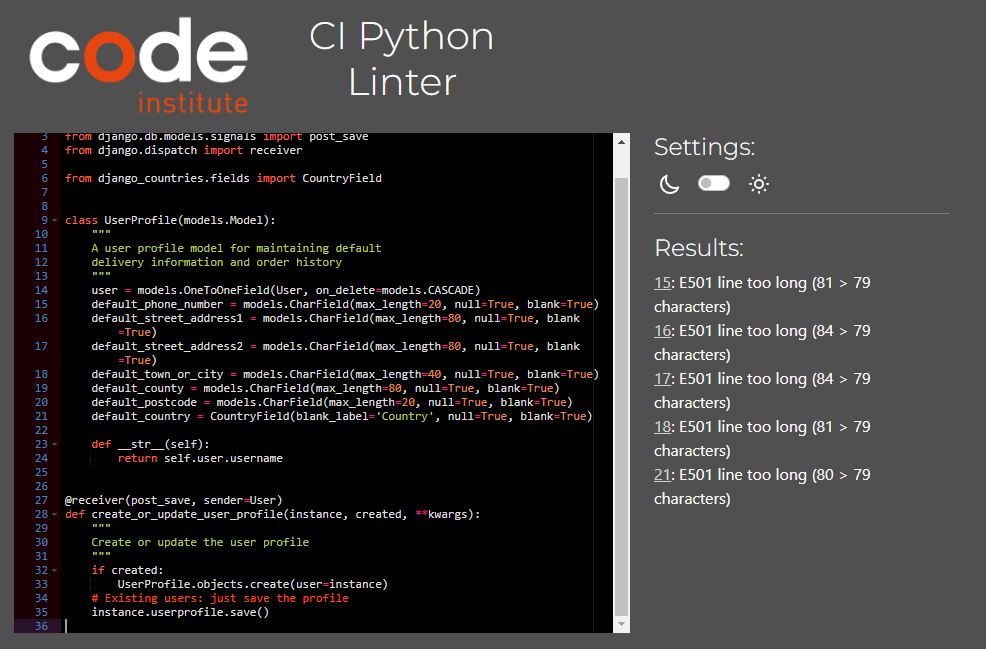 code
institute
CI Python
Linter
3 from django.db.models.signals import post_save
4 from django.dispatch import receiver
5
6 from django_countries.fields import CountryField
7
8
9 class UserProfile(models.Model):
10 """
11 A user profile model for maintaining default
12 delivery information and order history
13 """
14 user = models.OneToOneField(User, on_delete=models.CASCADE)
15 default_phone_number = models.CharField(max_length=20, null=True, blank=True)
16 default_street_address1 = models.CharField(max_length=80, null=True, blank
=True)
17 default_street_address2 = models.CharField(max_length=80, null=True, blank
=True)
18 default_town_or_city = models.CharField(max_length=40, null=True, blank=True)
19 default_county = models.CharField(max_length=80, null=True, blank=True)
20 default_postcode = models.CharField(max_length=20, null=True, blank=True)
21 default_country = CountryField(blank_label='Country', null=True, blank=True)
22
23 def __str__(self):
24 return self.user.username
25
26
27 @receiver(post_save, sender=User)
28 def create_or_update_user_profile(instance, created, **kwargs):
29 """
30 Create or update the user profile
31 """
32 if created:
33 UserProfile.objects.create(user=instance)
34 # Existing users: just save the profile
35 instance.userprofile.save()
36
Settings:
Results:
15: E501 line too long (81 > 79
characters)
16: E501 line too long (84 > 79
characters)
17: E501 line too long (84 > 79
characters)
18: E501 line too long (81 > 79
characters)
21: E501 line too long (80 > 79
characters)